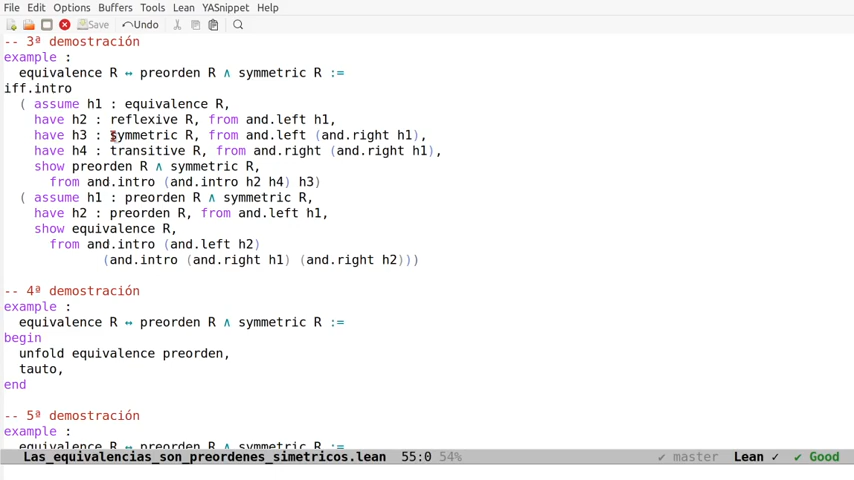 File Edit Options Buffers Tools Lean YASnippet Help
Save Undo
-- 3ª demostración
example :
  equivalence R ↔ preorden R ∧ symmetric R :=
iff.intro
  ( assume h1 : equivalence R,
    have h2 : reflexive R, from and.left h1,
    have h3 : symmetric R, from and.left (and.right h1),
    have h4 : transitive R, from and.right (and.right h1),
    show preorden R ∧ symmetric R,
      from and.intro (and.intro h2 h4) h3)
  ( assume h1 : preorden R ∧ symmetric R,
    have h2 : preorden R, from and.left h1,
    show equivalence R,
      from and.intro (and.left h2)
             (and.intro (and.right h1) (and.right h2)))
-- 4ª demostración
example :
  equivalence R ↔ preorden R ∧ symmetric R :=
begin
  unfold equivalence preorden,
  tauto,
end
-- 5ª demostración
example :
  equivalence R ↔ preorden R ∧ symmetric R :=
Las_equivalencias_son_preordenes_simetricos.lean 55:0 54% ✔ master Lean ✓ ✔ Good